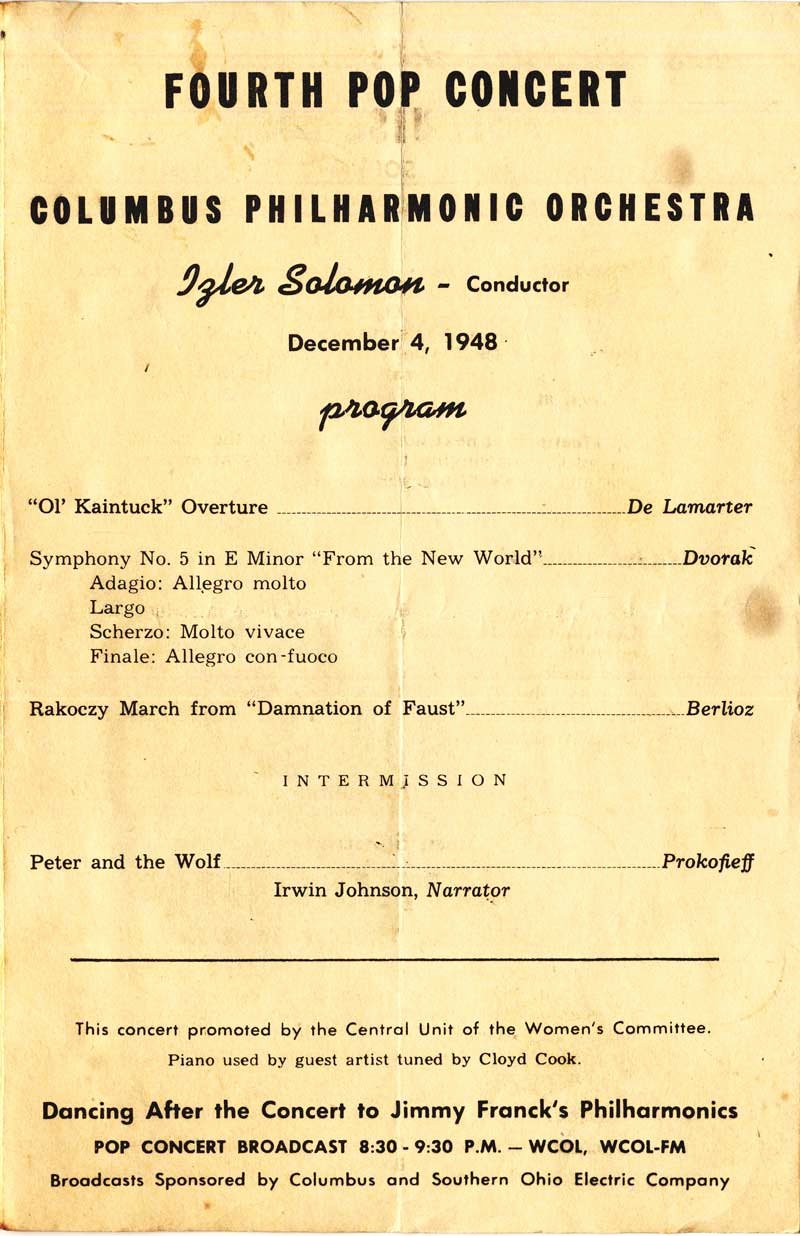 FOURTH POP CONCERT
COLUMBUS PHILHARMONIC ORCHESTRA
Izler Solomon - Conductor
December 4, 1948
program
"Ol' Kaintuck" Overture De Lamarter
Symphony No. 5 in E Minor "From the New World" Dvorak
Adagio: Allegro molto
Largo
Scherzo: Molto vivace
Finale: Allegro con-fuoco
Rakoczy March from "Damnation of Faust" Berlioz
INTERMISSION
Peter and the Wolf Prokofieff
Irwin Johnson, Narrator
This concert promoted by the Central Unit of the Women's Committee.
Piano used by guest artist tuned by Cloyd Cook.
Dancing After the Concert to Jimmy Franck's Philharmonics
POP CONCERT BROADCAST 8:30 - 9:30 P.M. — WCOL, WCOL-FM
Broadcasts Sponsored by Columbus and Southern Ohio Electric Company